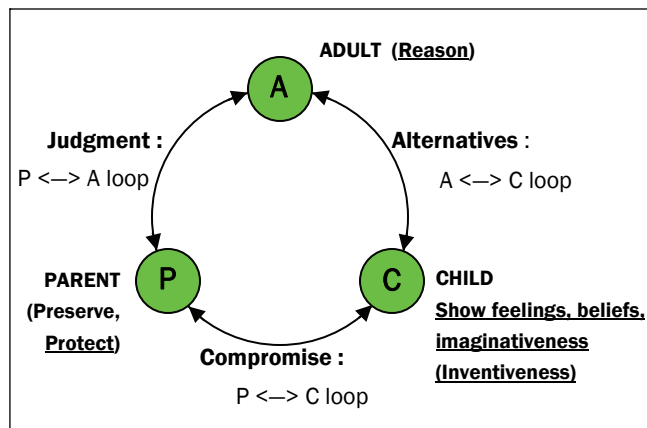 ADULT (Reason)
A
Judgment :
P <—> A loop
Alternatives :
A <—> C loop
PARENT
(Preserve,
Protect)
P
C
CHILD
Show feelings, beliefs,
imaginativeness
(Inventiveness)
Compromise :
P <—> C loop